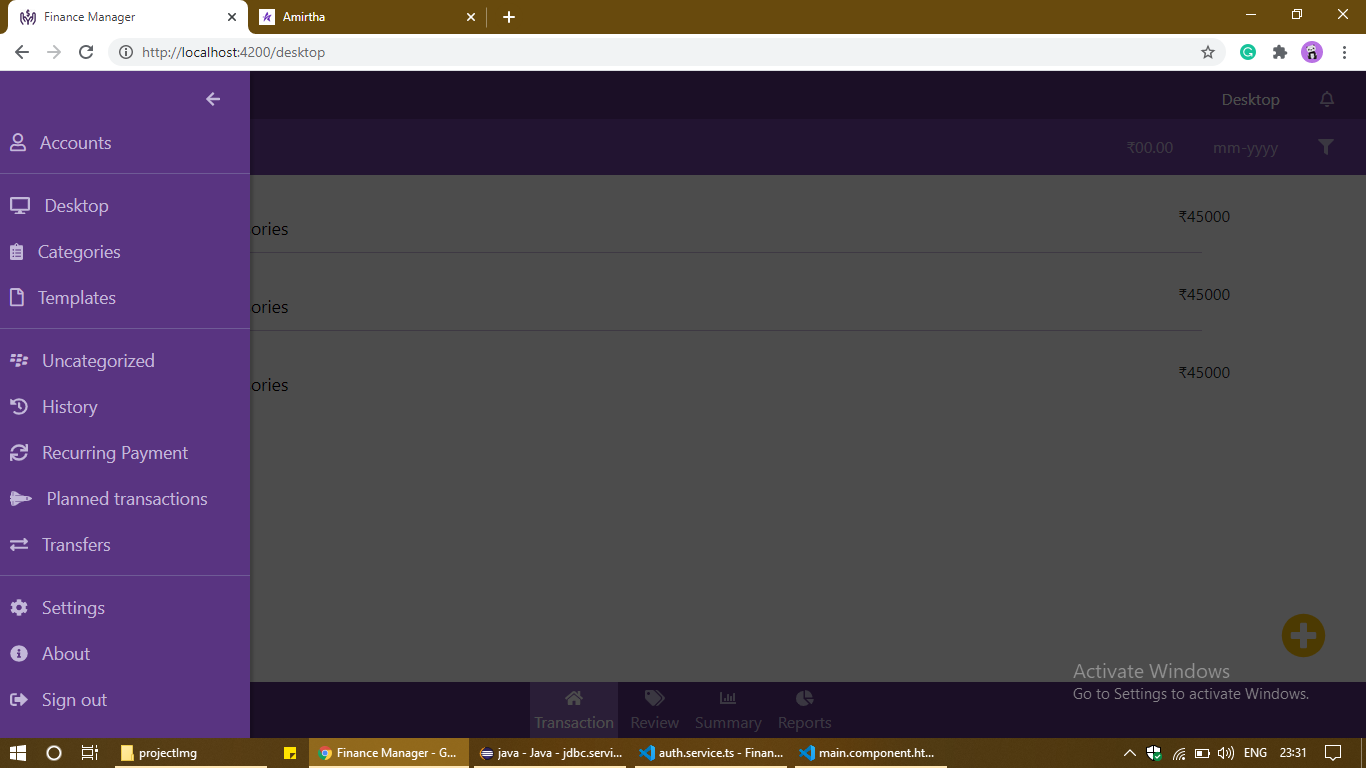 Finance Manager
Amirtha
http://localhost:4200/desktop
Desktop
₹00.00 mm-yyyy
Accounts
Desktop
Categories
Templates
Uncategorized
History
Recurring Payment
Planned transactions
Transfers
Settings
About
Sign out
ories ₹45000
ories ₹45000
ories ₹45000
Activate Windows
Go to Settings to activate Windows.
Transaction Review Summary Reports
projectImg
Finance Manager - G...
java - Java - jdbc.servi...
auth.service.ts - Finan...
main.component.ht...
ENG 23:31